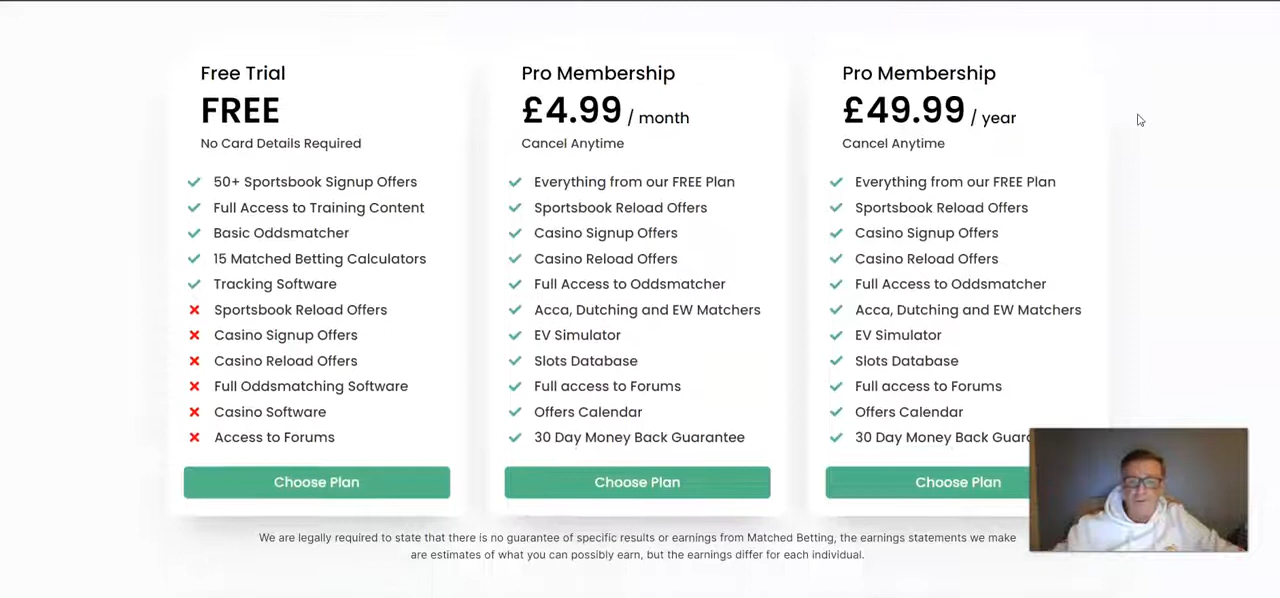 Free Trial
FREE
No Card Details Required
50+ Sportsbook Signup Offers
Full Access to Training Content
Basic Oddsmatcher
15 Matched Betting Calculators
Tracking Software
Sportsbook Reload Offers
Casino Signup Offers
Casino Reload Offers
Full Oddsmatching Software
Casino Software
Access to Forums
Choose Plan
Pro Membership
£4.99 / month
Cancel Anytime
Everything from our FREE Plan
Sportsbook Reload Offers
Casino Signup Offers
Casino Reload Offers
Full Access to Oddsmatcher
Acca, Dutching and EW Matchers
EV Simulator
Slots Database
Full access to Forums
Offers Calendar
30 Day Money Back Guarantee
Choose Plan
Pro Membership
£49.99 / year
Cancel Anytime
Everything from our FREE Plan
Sportsbook Reload Offers
Casino Signup Offers
Casino Reload Offers
Full Access to Oddsmatcher
Acca, Dutching and EW Matchers
EV Simulator
Slots Database
Full access to Forums
Offers Calendar
30 Day Money Back
Choose Plan
We are legally required to state that there is no guarantee of specific results or earnings from Matched Betting, the earnings statements we make
are estimates of what you can possibly earn, but the earnings differ for each individual.